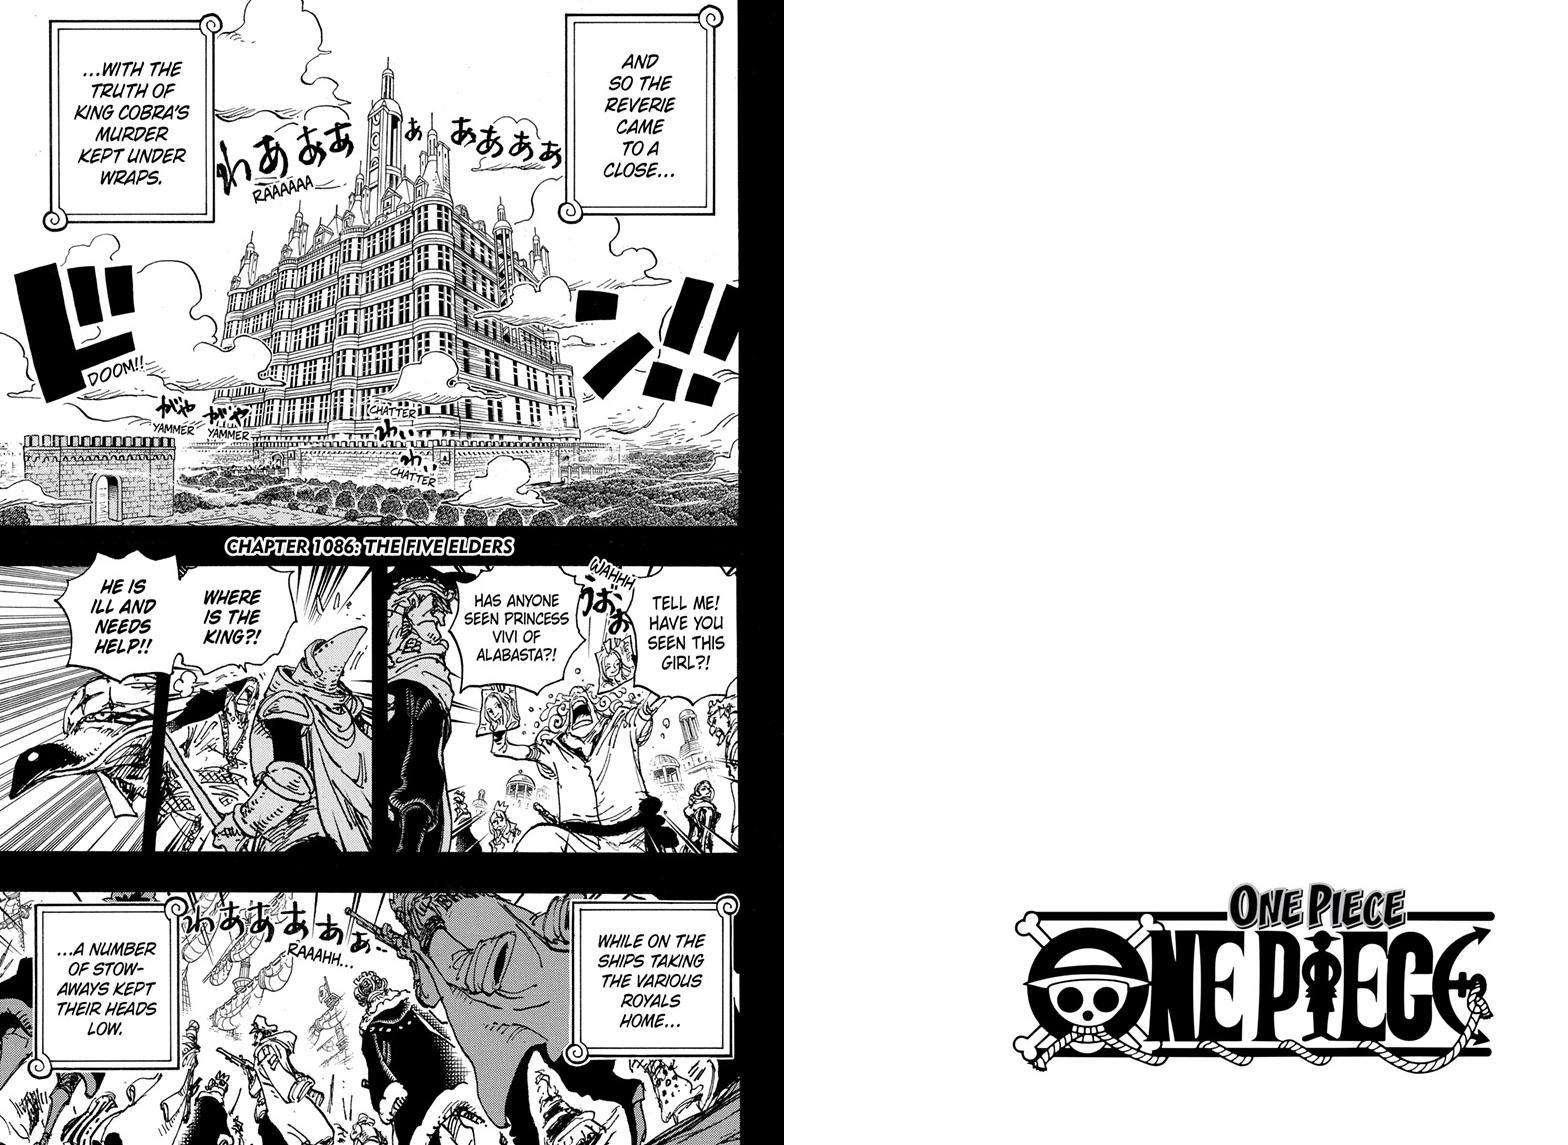 AND
SO THE
REVERIE
CAME
TO A
CLOSE...
...WITH THE
TRUTH OF
KING COBRA'S
MURDER
KEPT UNDER
WRAPS.
わあああ
ぁ
ああああ
RAAAAAA
ドン!!
DOOM!!
がやがや
YAMMER
YAMMER
CHATTER
わい
わい
CHATTER
CHAPTER 1086: THE FIVE ELDERS
WAHHH
うおお
TELL ME!
HAVE YOU
SEEN THIS
GIRL?!
HAS ANYONE
SEEN PRINCESS
VIVI OF
ALABASTA?!
WHERE
IS THE
KING?!
HE IS
ILL AND
NEEDS
HELP!!
WHILE ON THE
SHIPS TAKING
THE VARIOUS
ROYALS
HOME...
わあああああ...
RAAAHH...
...A NUMBER
OF STOW-
AWAYS KEPT
THEIR HEADS
LOW.
ONE PIECE
ONE PIECE